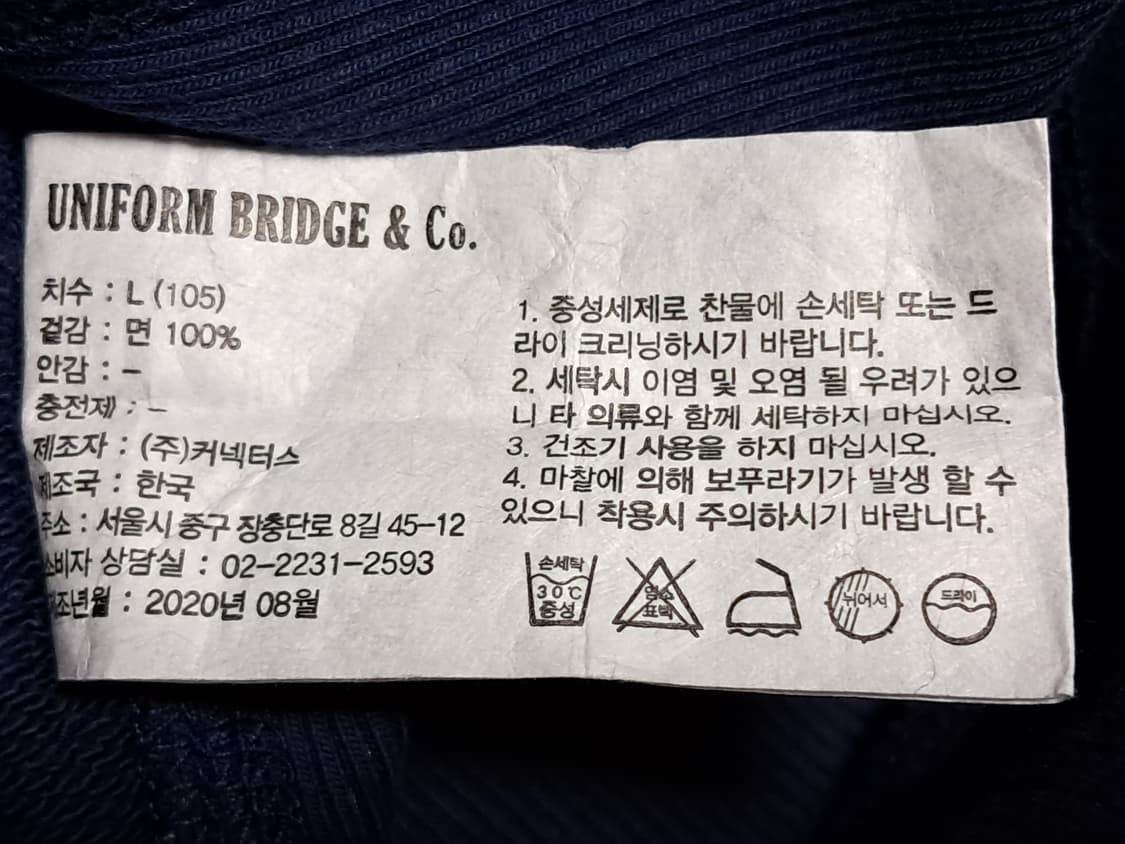 UNIFORM BRIDGE & Co.
치수 : L (105)
겉감 : 면 100%
안감 : –
충전제 : –
제조자 : (주)커넥터스
제조국 : 한국
주소 : 서울시 중구 장충단로 8길 45–12
소비자 상담실 : 02–2231–2593
제조년월 : 2020년 08월
1. 중성세제로 찬물에 손세탁 또는 드
라이 크리닝하시기 바랍니다.
2. 세탁시 이염 및 오염 될 우려가 있으
니 타 의류와 함께 세탁하지 마십시오.
3. 건조기 사용을 하지 마십시오.
4. 마찰에 의해 보푸라기가 발생 할 수
있으니 착용시 주의하시기 바랍니다.
손세탁
30℃
중성
염소
표백
뉘어서
드라이